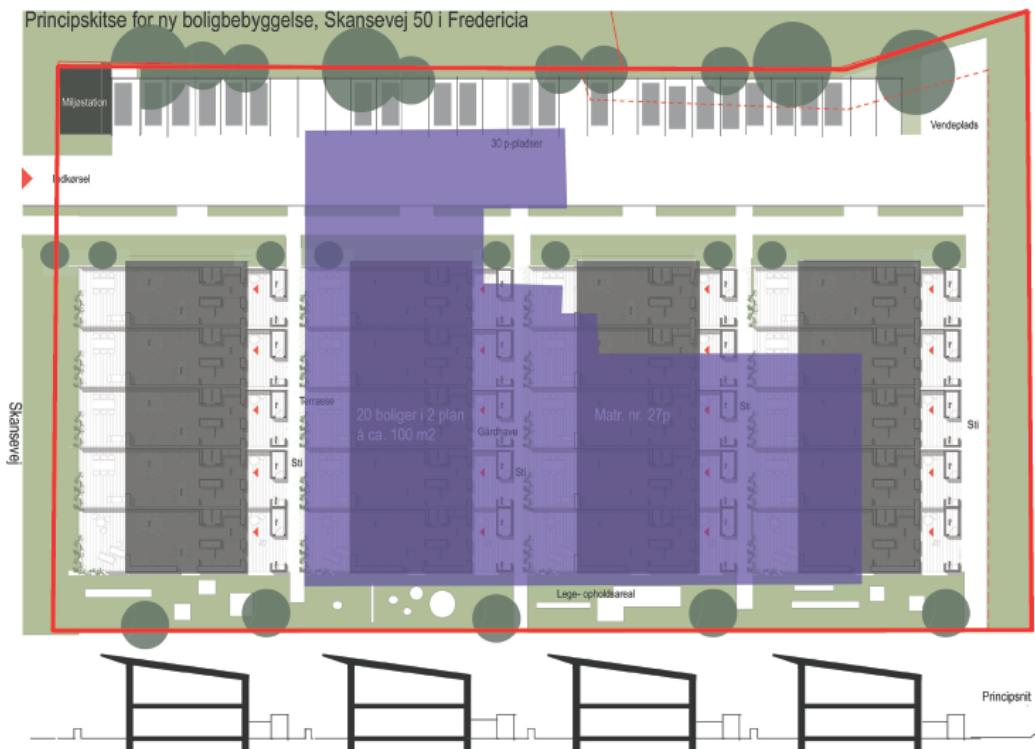 Principskitse for ny boligbebyggelse, Skansevej 50 i Fredericia
Miljøstation
30 p-pladser
Vendeplads
Indkørsel
Skansevej
Terrasse
20 boliger i 2 plan
á ca. 100 m2
Gårdhave
Matr. nr. 27p
Sti
Sti
Sti
Sti
Lege- opholdsareal
Principsnit